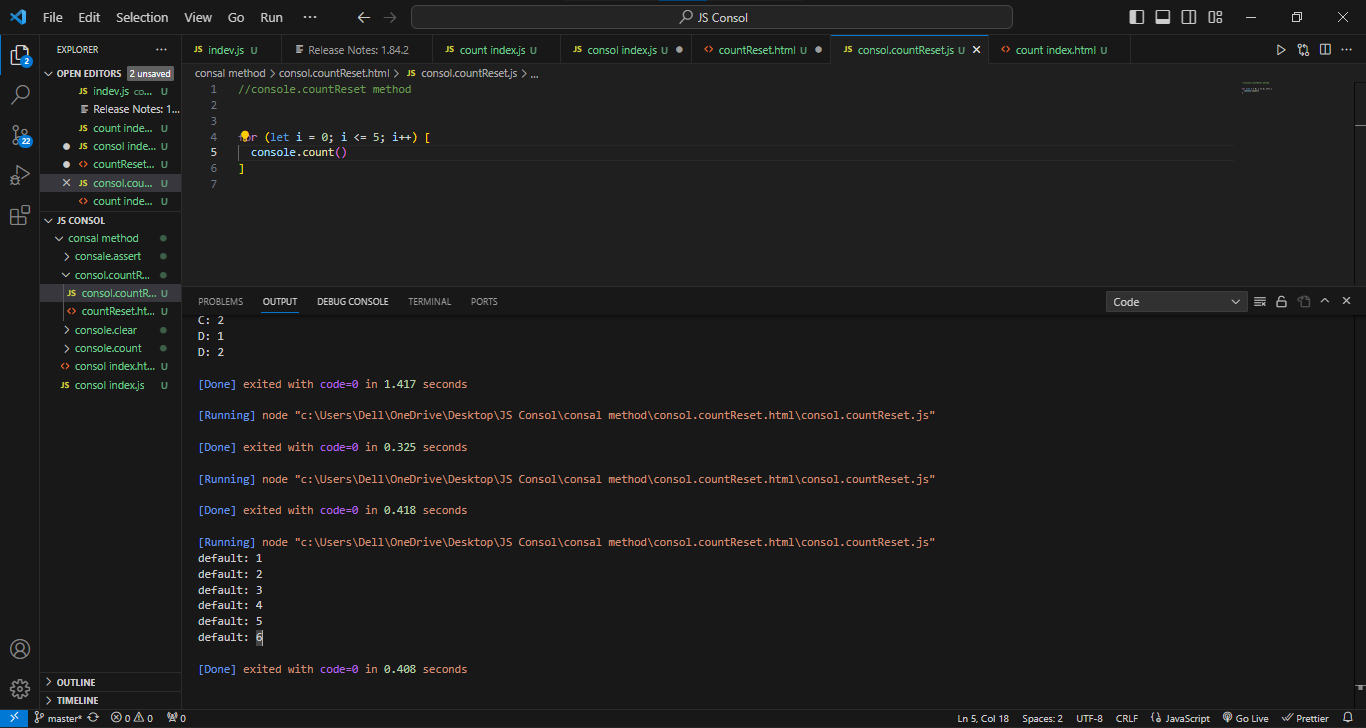 File Edit Selection View Go Run ··· JS Consol
EXPLORER ···
OPEN EDITORS 2 unsaved
JS indev.js co... U
Release Notes: 1...
JS count inde... U
JS consol inde... U
<> countReset... U
JS consol.cou... U
<> count inde... U
JS CONSOL
consal method
consale.assert
consol.countR...
JS consol.countR... U
<> countReset.ht... U
console.clear
console.count
<> consol index.ht... U
JS consol index.js U
OUTLINE
TIMELINE
2
22
JS indev.js U Release Notes: 1.84.2 JS count index.js U JS consol index.js U <> countReset.html U JS consol.countReset.js U <> count index.html U
consal method > consol.countReset.html > JS consol.countReset.js > ...
1 //console.countReset method
2
3
4 for (let i = 0; i <= 5; i++) [
5 console.count()
6 ]
7
PROBLEMS OUTPUT DEBUG CONSOLE TERMINAL PORTS Code
C: 2
D: 1
D: 2
[Done] exited with code=0 in 1.417 seconds
[Running] node "c:\Users\Dell\OneDrive\Desktop\JS Consol\consal method\consol.countReset.html\consol.countReset.js"
[Done] exited with code=0 in 0.325 seconds
[Running] node "c:\Users\Dell\OneDrive\Desktop\JS Consol\consal method\consol.countReset.html\consol.countReset.js"
[Done] exited with code=0 in 0.418 seconds
[Running] node "c:\Users\Dell\OneDrive\Desktop\JS Consol\consal method\consol.countReset.html\consol.countReset.js"
default: 1
default: 2
default: 3
default: 4
default: 5
default: 6
[Done] exited with code=0 in 0.408 seconds
master* 0 0 0 Ln 5, Col 18 Spaces: 2 UTF-8 CRLF {} JavaScript Go Live Prettier